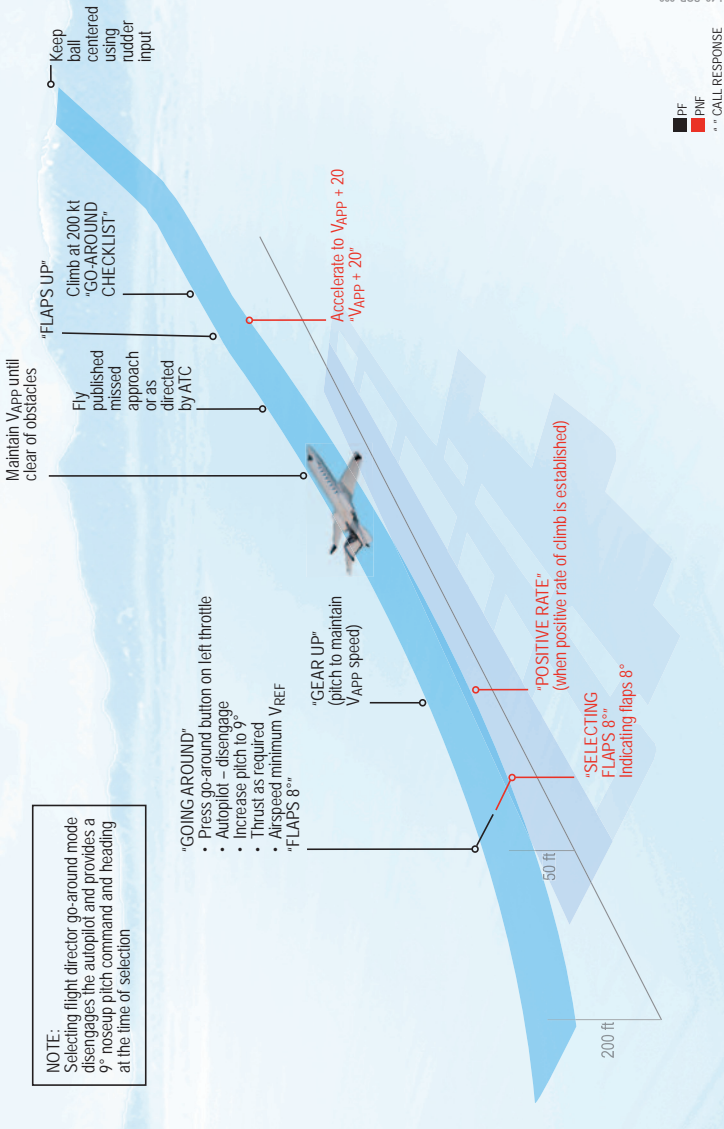 NOTE:
Selecting flight director go-around mode
disengages the autopilot and provides a
9° noseup pitch command and heading
at the time of selection
"GOING AROUND"
• Press go-around button on left throttle
• Autopilot – disengage
• Increase pitch to 9°
• Thrust as required
• Airspeed minimum VREF
"FLAPS 8°"
"GEAR UP"
(pitch to maintain
VAPP speed)
Maintain VAPP until
clear of obstacles
Fly
published
missed
approach
or as
directed
by ATC
"FLAPS UP"
Climb at 200 kt
"GO-AROUND
CHECKLIST"
Keep
ball
centered
using
rudder
input
200 ft
50 ft
"SELECTING
FLAPS 8°"
Indicating flaps 8°
"POSITIVE RATE"
(when positive rate of climb is established)
Accelerate to VAPP + 20
"VAPP + 20"
PF
PNF
" " CALL RESPONSE